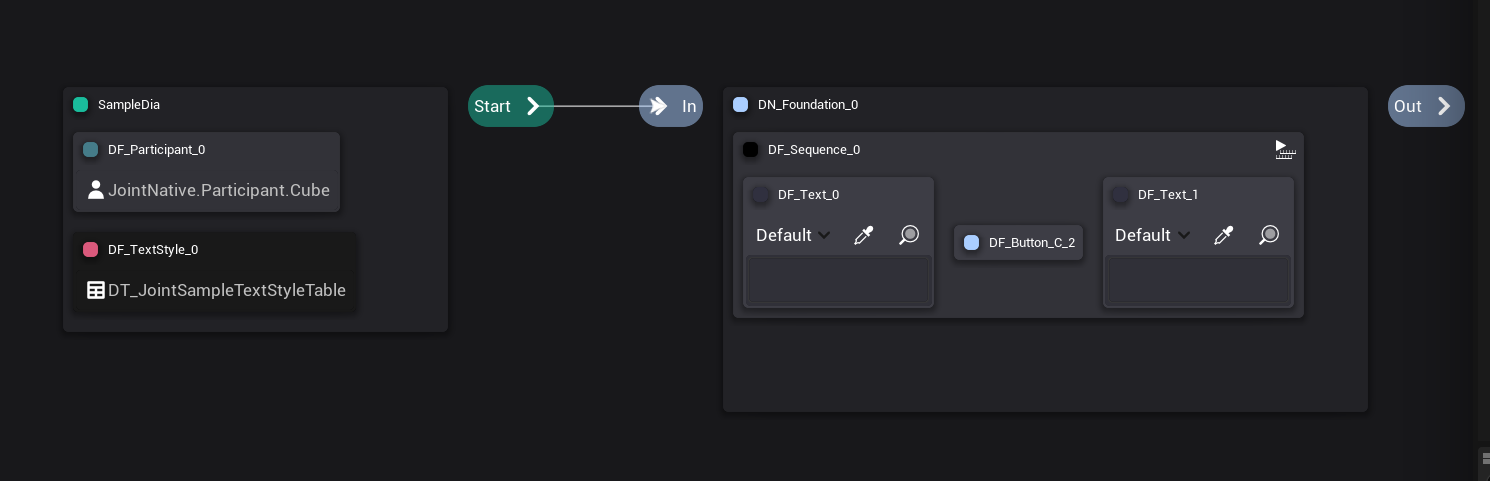 SampleDia
DF_Participant_0
JointNative.Participant.Cube
DF_TextStyle_0
DT_JointSampleTextStyleTable
Start
In
DN_Foundation_0
DF_Sequence_0
DF_Text_0
Default
DF_Button_C_2
DF_Text_1
Default
Out